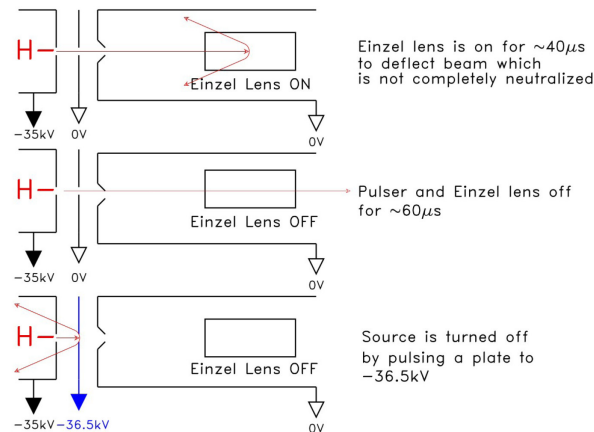 H-
Einzel Lens ON
-35kV
0V
0V
Einzel lens is on for ~40μs
to deflect beam which
is not completely neutralized
H-
Einzel Lens OFF
-35kV
0V
0V
Pulser and Einzel lens off
for ~60μs
H-
Einzel Lens OFF
-35kV
-36.5kV
0V
Source is turned off
by pulsing a plate to
-36.5kV